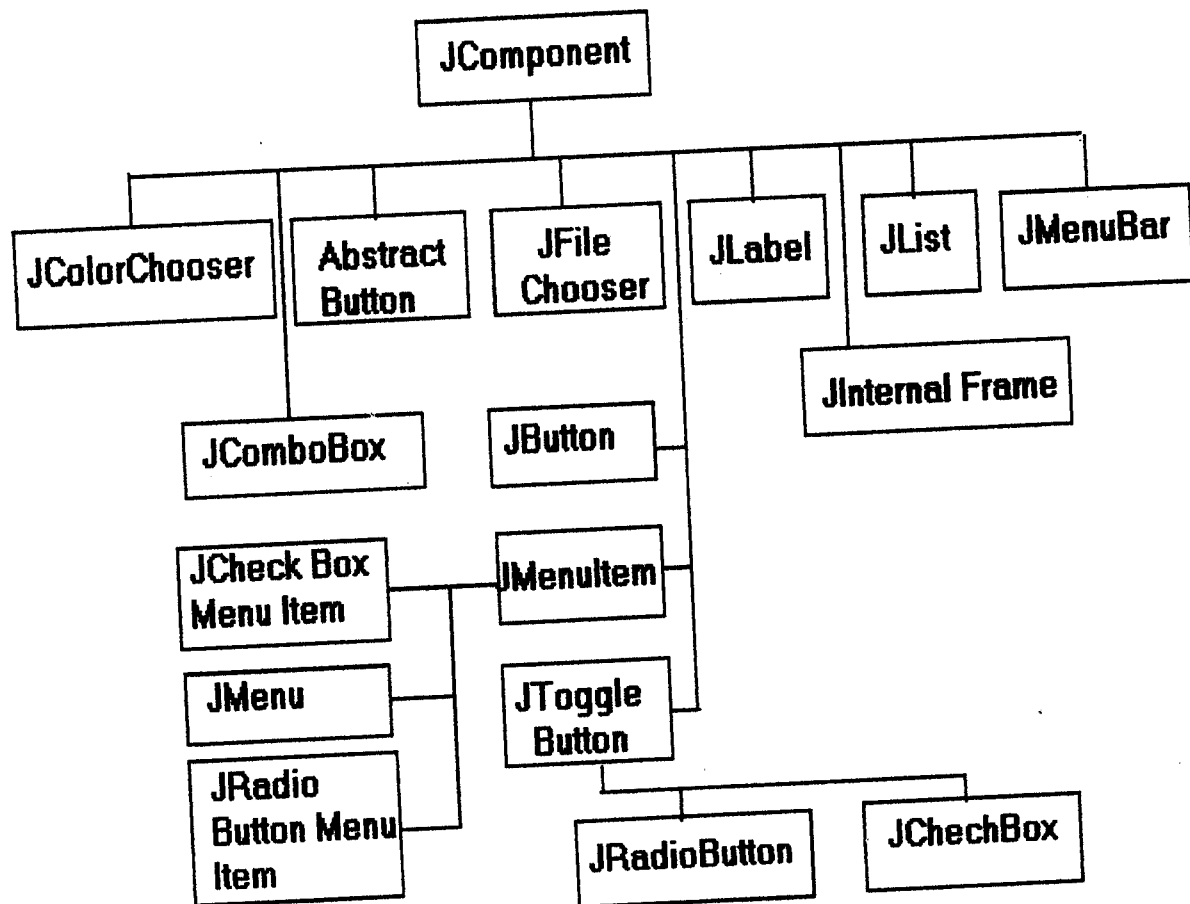 JComponent
JColorChooser
Abstract
Button
JFile
Chooser
JLabel
JList
JMenuBar
JInternal Frame
JComboBox
JButton
JCheck Box
Menu Item
JMenuItem
JMenu
JToggle
Button
JRadio
Button Menu
Item
JRadioButton
JChechBox